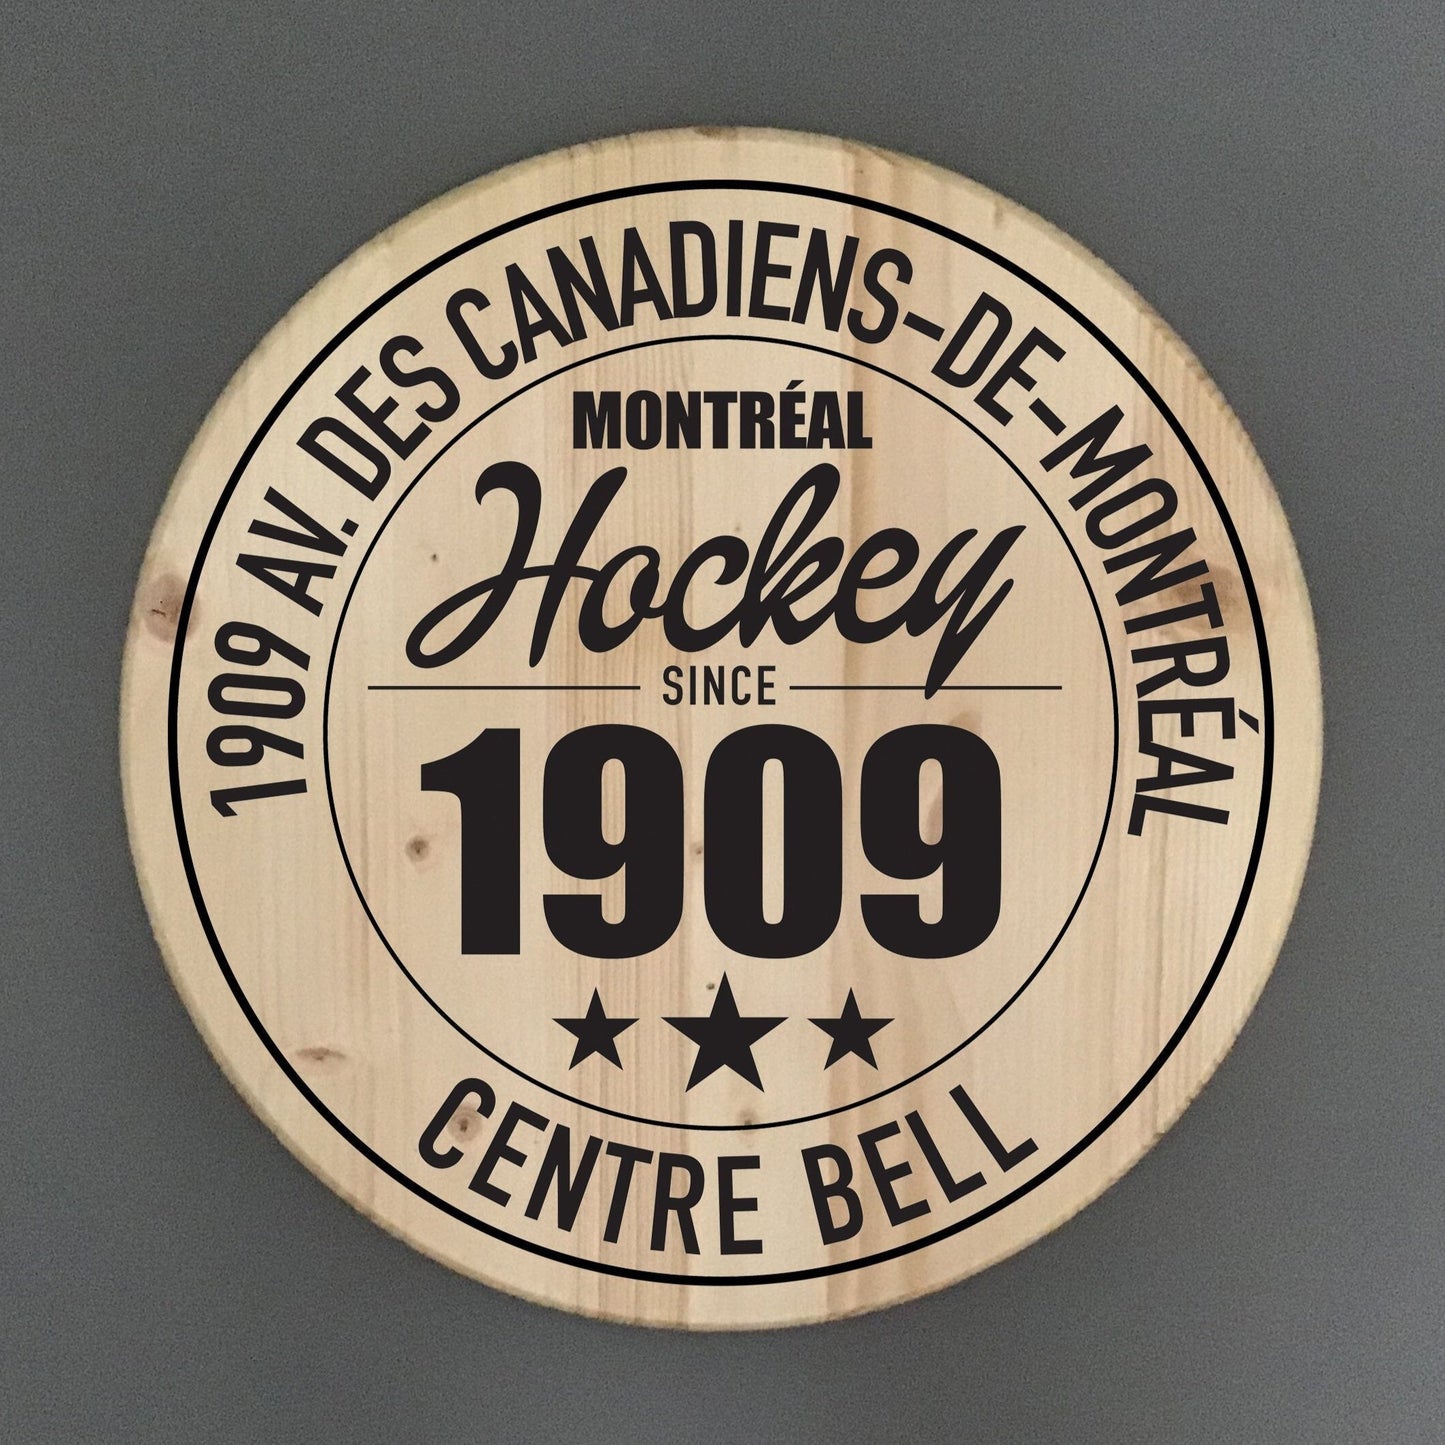 1909 AV. DES CANADIENS-DE-MONTRÉAL
MONTRÉAL
Hockey
SINCE
1909
CENTRE BELL